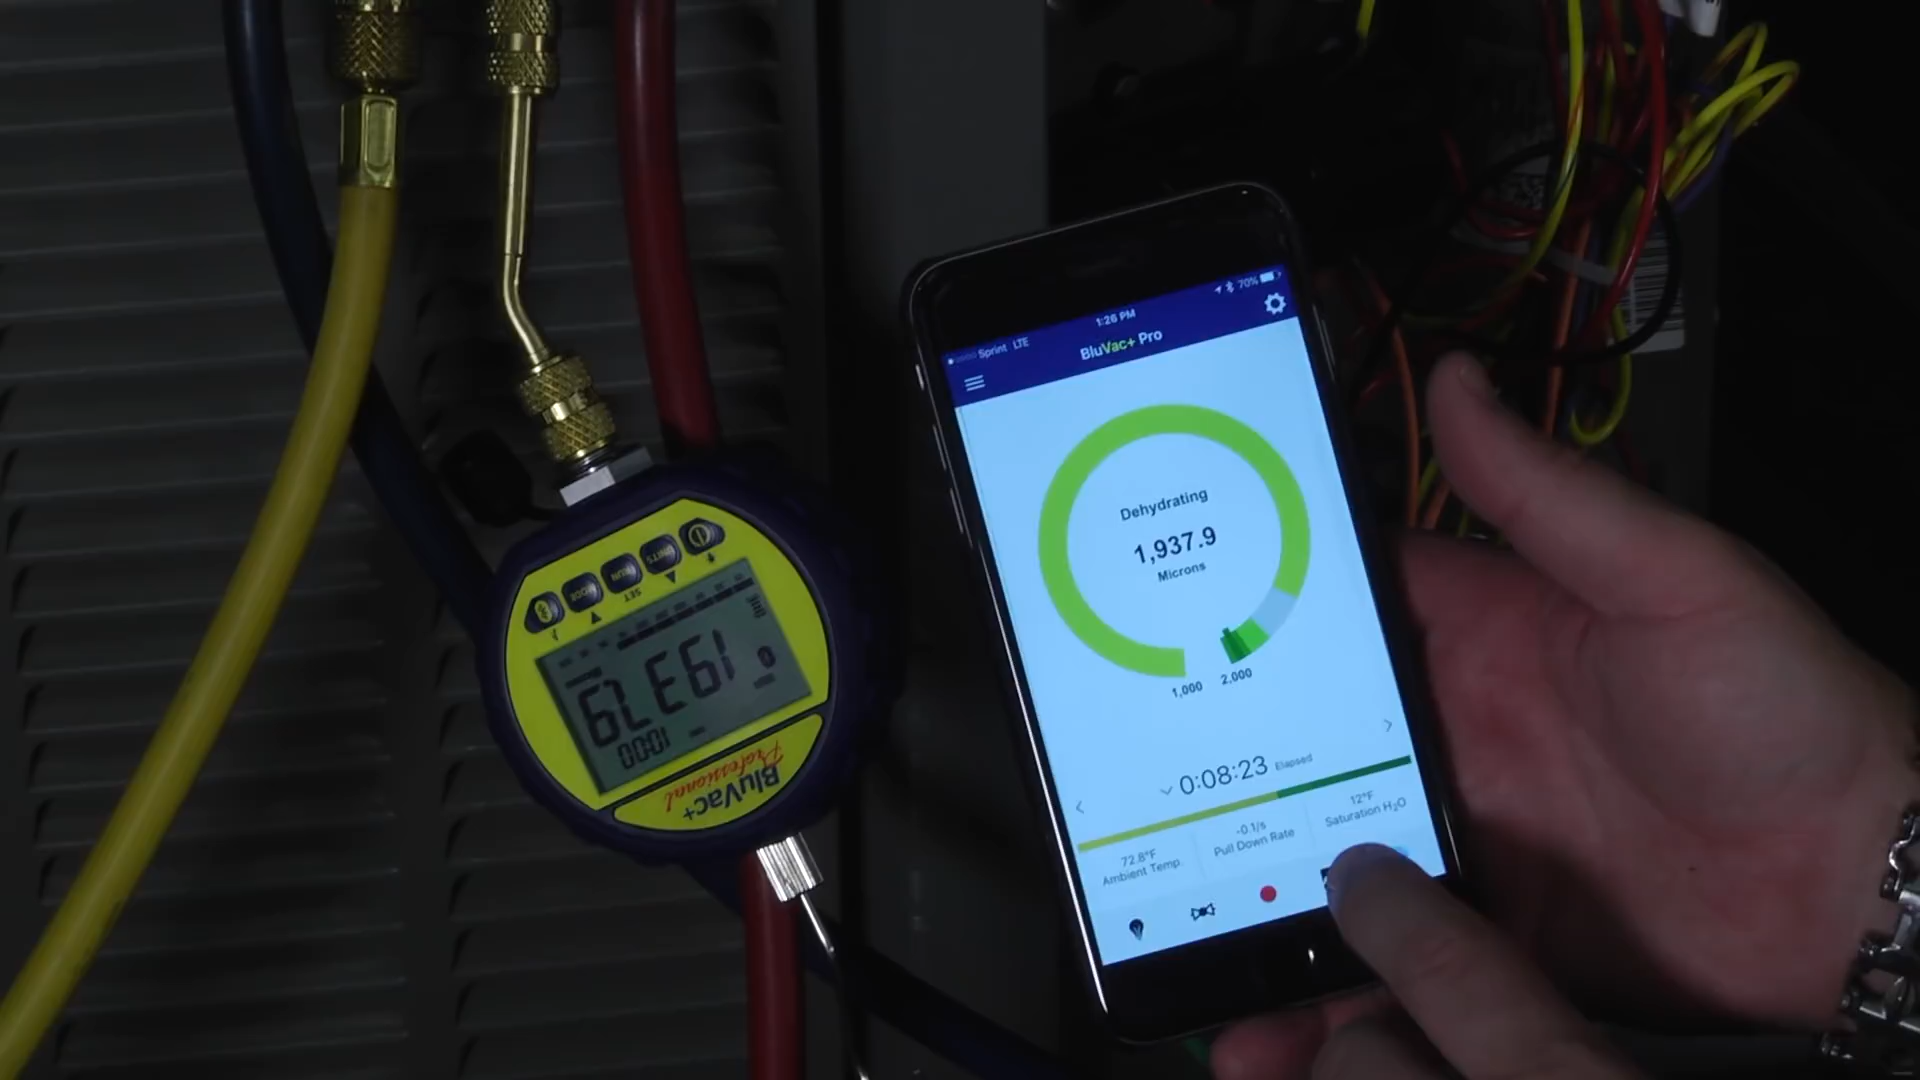 Sprint LTE
1:26 PM
70%
BluVac+ Pro
Dehydrating
1,937.9
Microns
1,000
2,000
0:08:23 Elapsed
72.8°F
Ambient Temp.
-0.1/s
Pull Down Rate
12°F
Saturation H₂O
UNITS
RUN
MODE
SET
1937.9
BluVac+
Professional